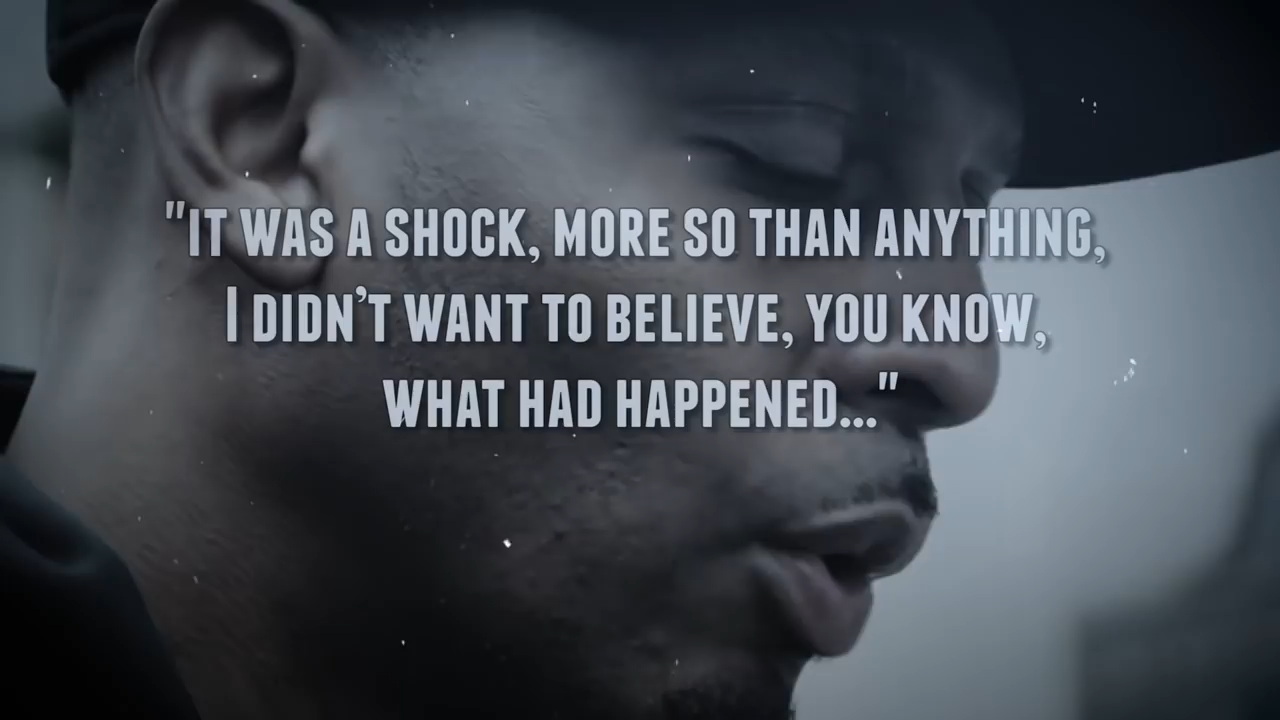 "IT WAS A SHOCK, MORE SO THAN ANYTHING,
I DIDN'T WANT TO BELIEVE, YOU KNOW,
WHAT HAD HAPPENED..."